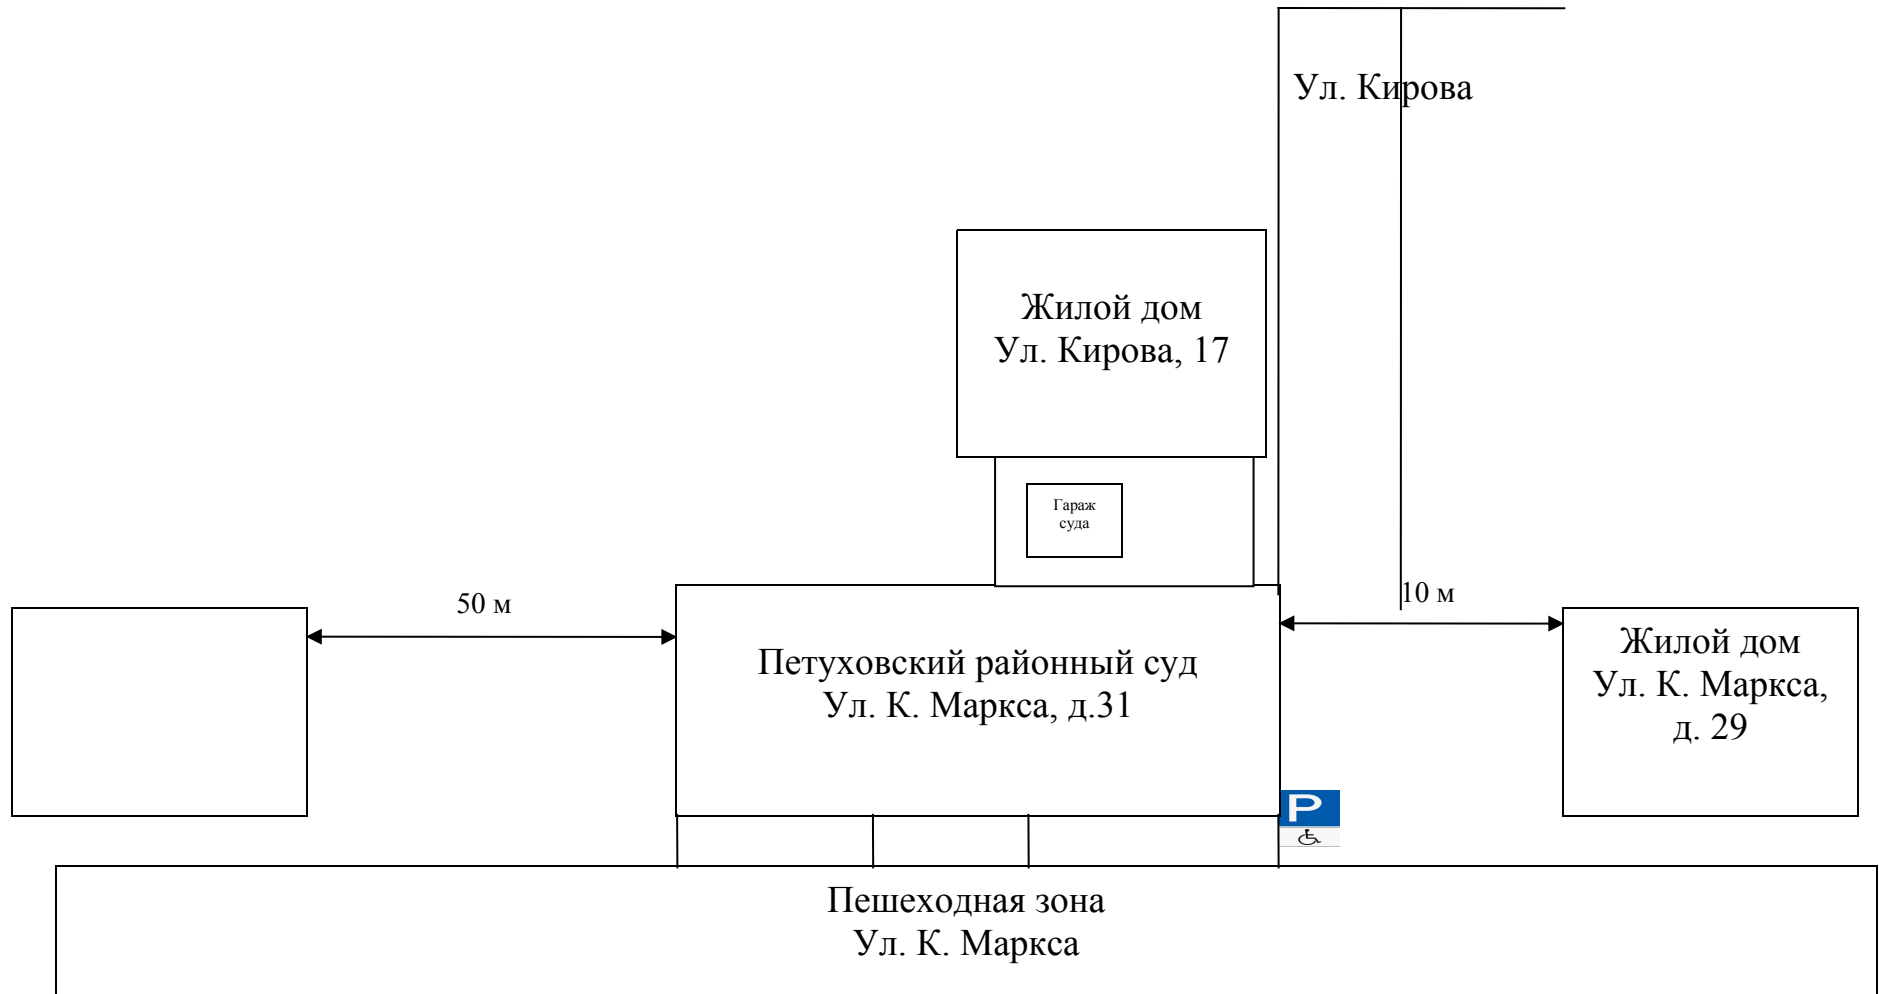 Ул. Кирова
Жилой дом
Ул. Кирова, 17
Гараж
суда
50 м
10 м
Петуховский районный суд
Ул. К. Маркса, д.31
Жилой дом
Ул. К. Маркса,
д. 29
P
Пешеходная зона
Ул. К. Маркса